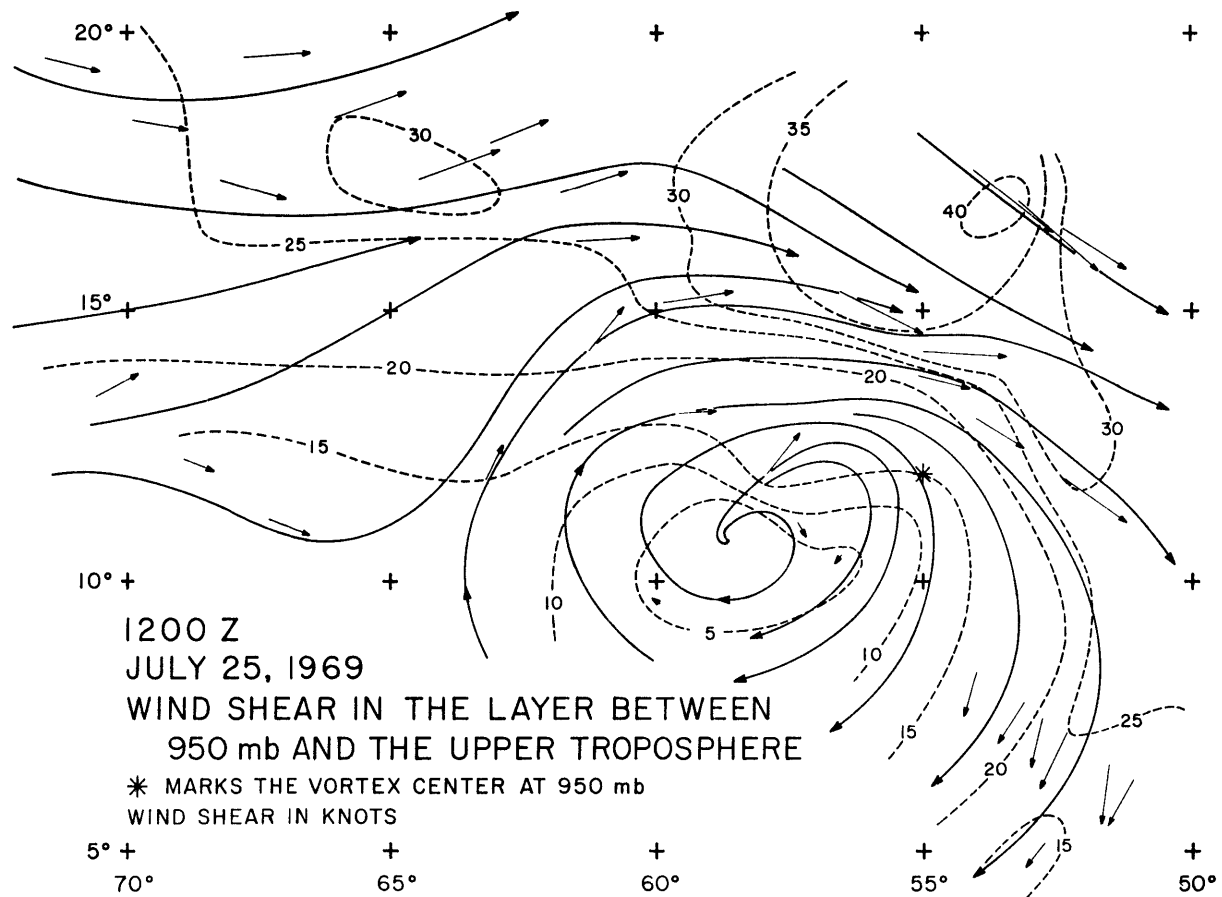 20°
35
30
30
40
25
15°
20
20
30
15
10°
10
5
10
1200 Z
JULY 25, 1969
WIND SHEAR IN THE LAYER BETWEEN
950 mb AND THE UPPER TROPOSPHERE
✳ MARKS THE VORTEX CENTER AT 950 mb
WIND SHEAR IN KNOTS
15
25
20
15
5°
70° 65° 60° 55° 50°